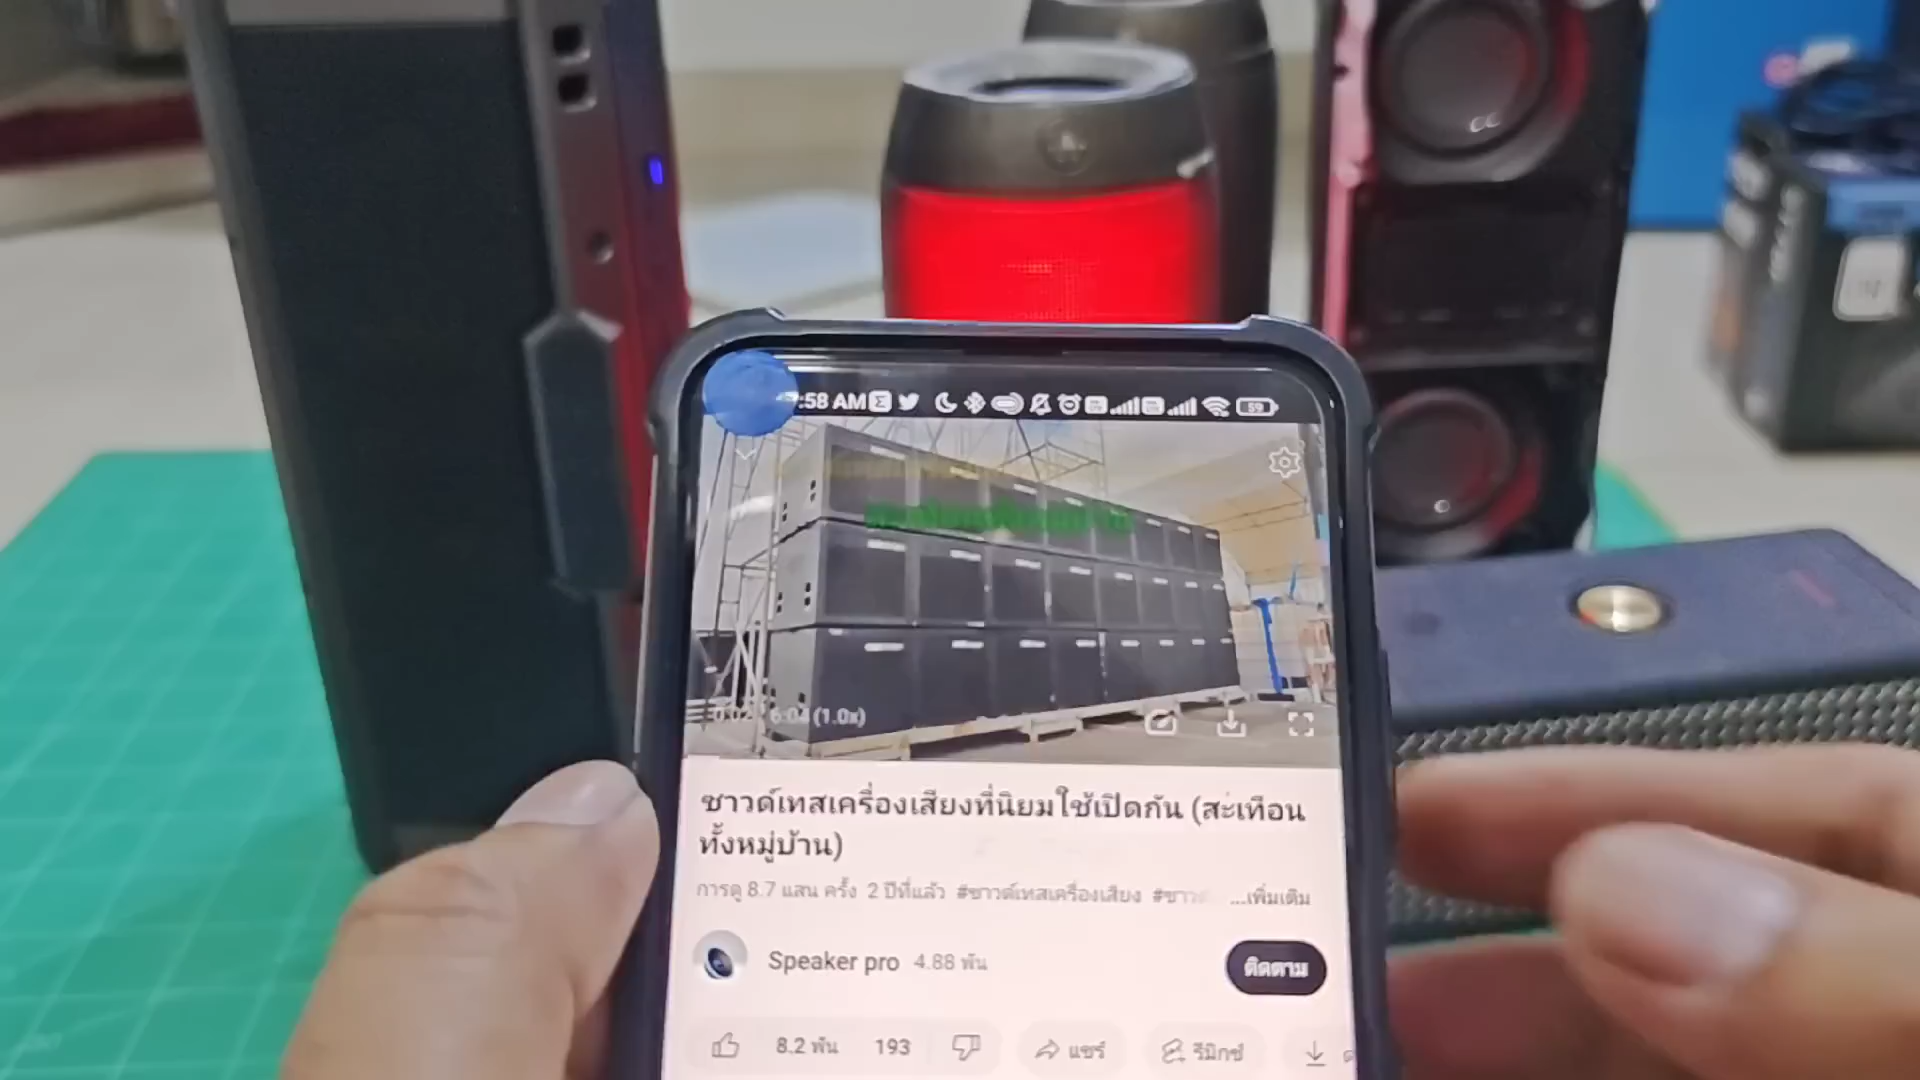 :58 AM
59
6:04 (1.0x)
ซาวด์เทสเครื่องเสียงที่นิยมใช้เปิดกัน (สะเทือน
ทั้งหมู่บ้าน)
การดู 8.7 แสน ครั้ง 2 ปีที่แล้ว #ซาวด์เทสเครื่องเสียง #ซาวด์ ...เพิ่มเติม
Speaker pro 4.88 พัน ติดตาม
8.2 พัน 193 แชร์ รีมิกซ์